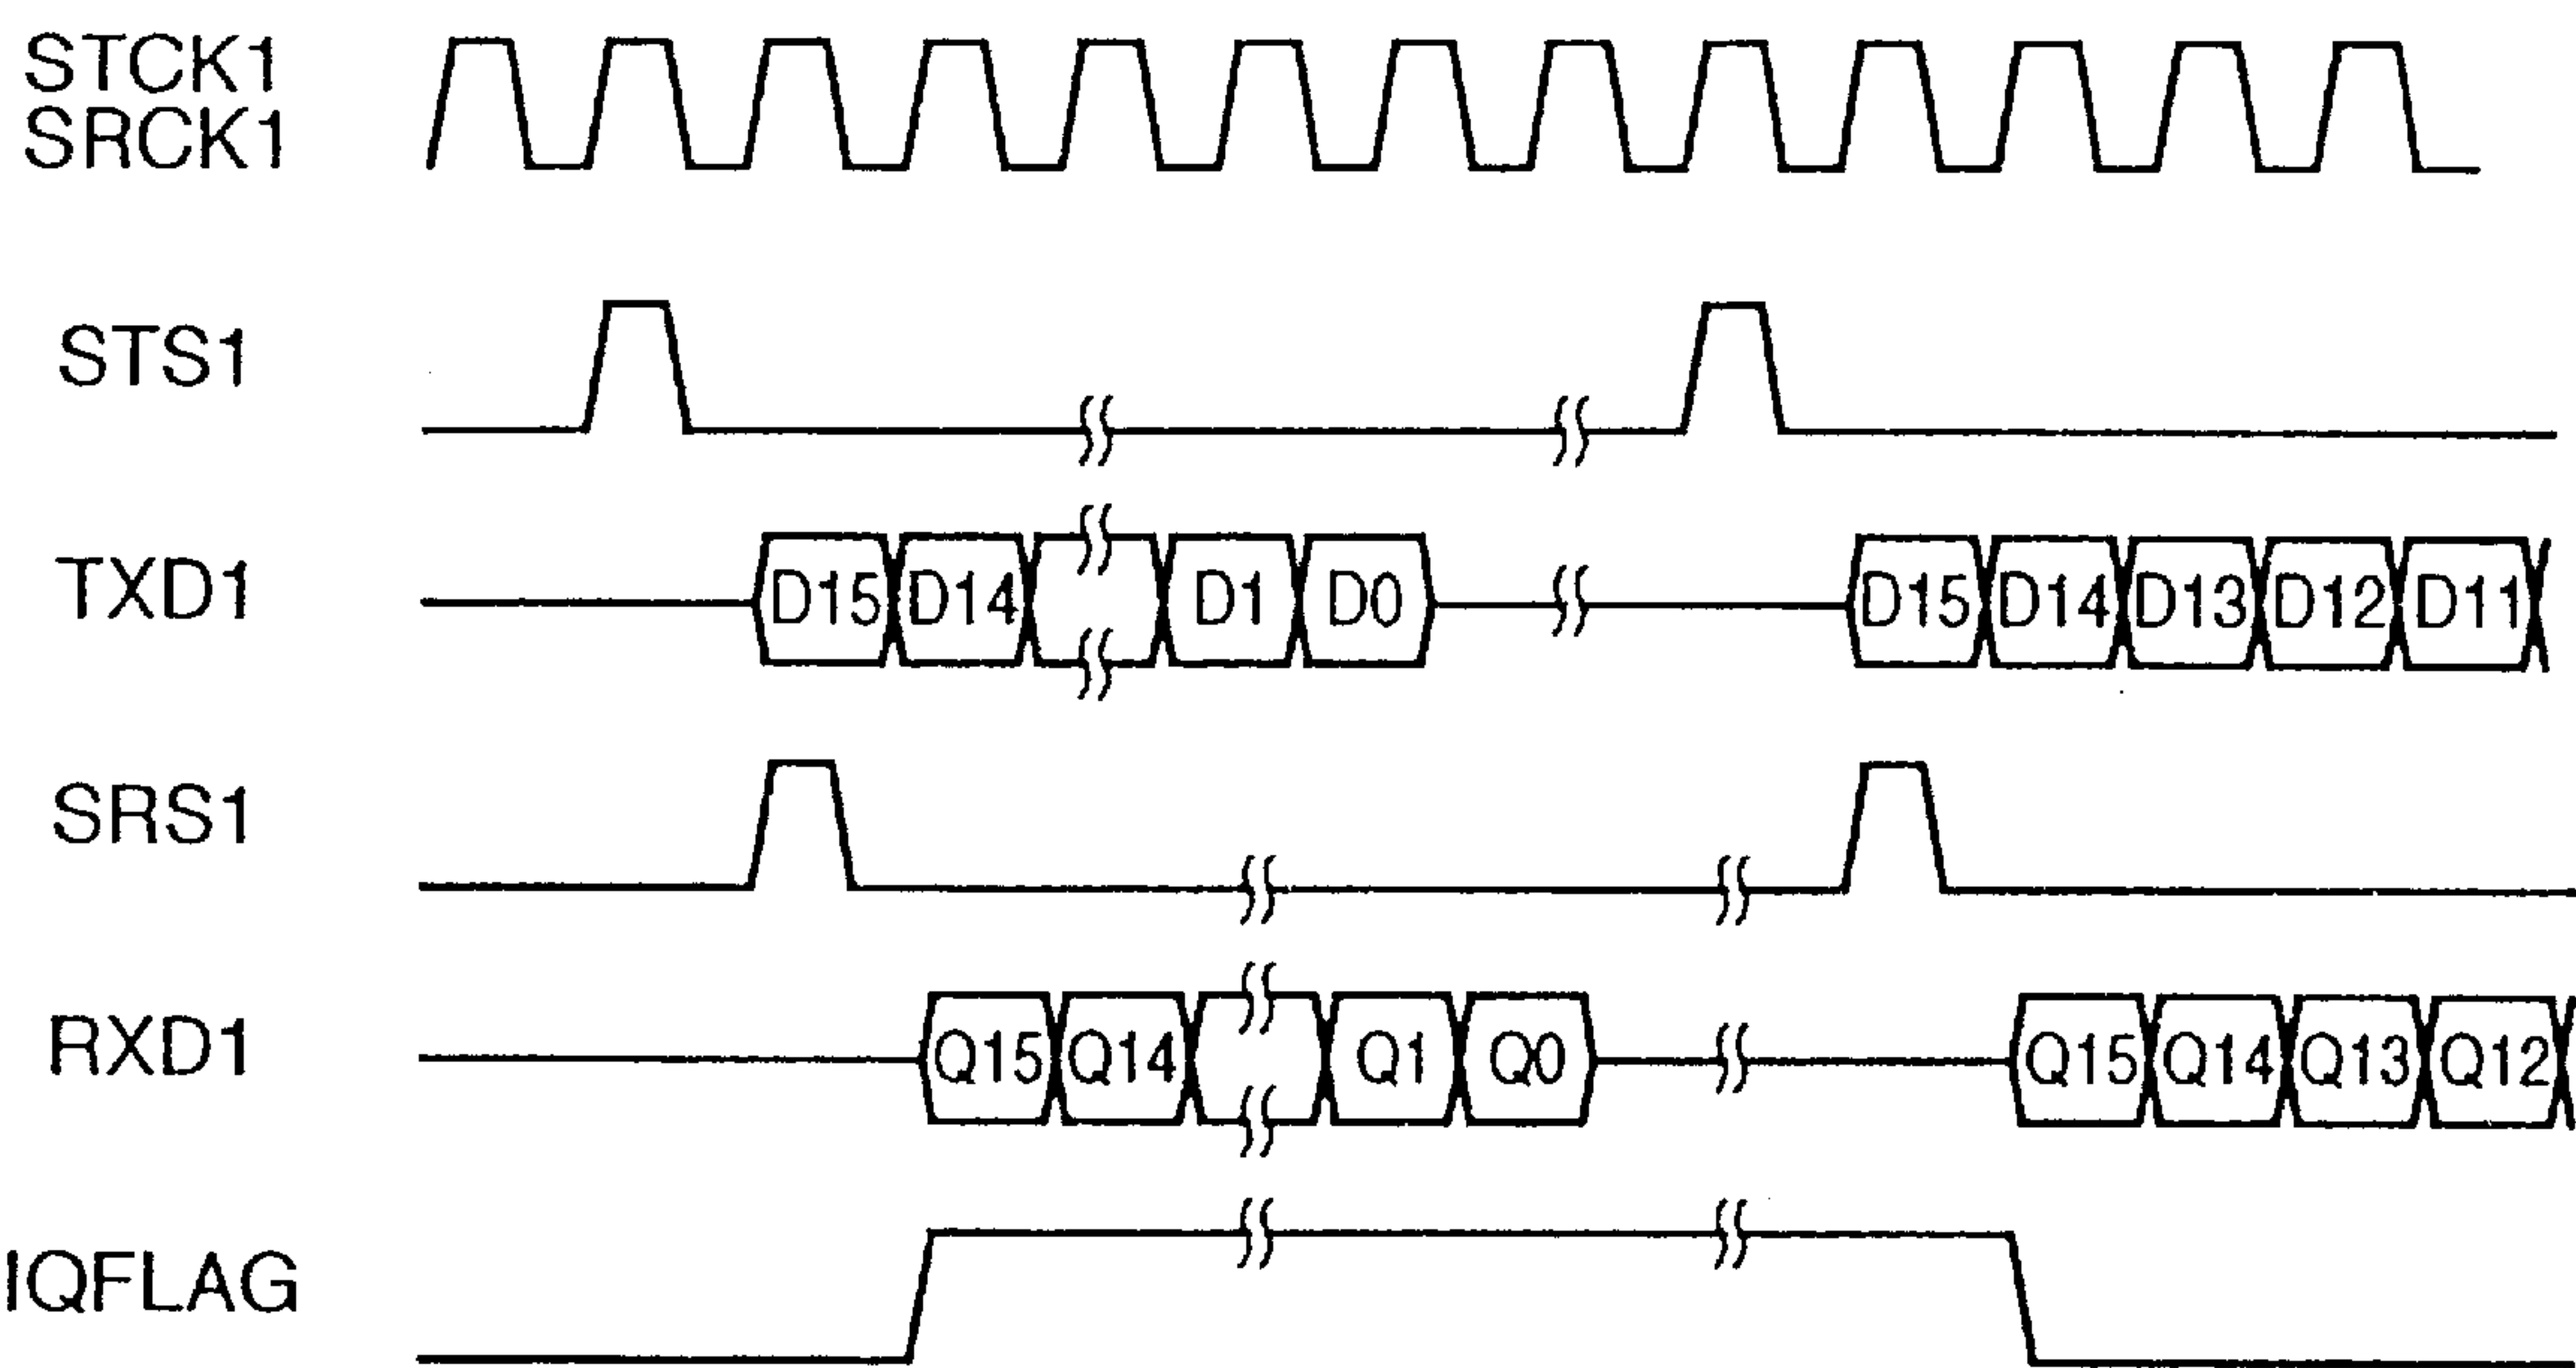 STCK1
SRCK1
STS1
TXD1 D15 D14 D1 D0 D15 D14 D13 D12 D11
SRS1
RXD1 Q15 Q14 Q1 Q0 Q15 Q14 Q13 Q12
IQFLAG